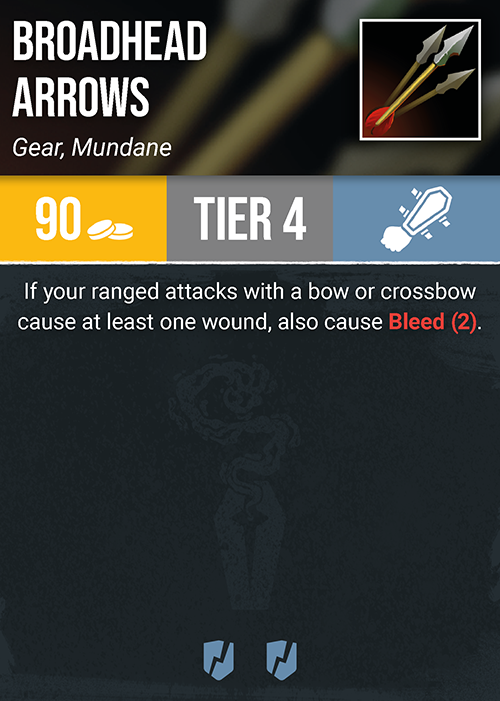 BROADHEAD
ARROWS
Gear, Mundane
90
TIER 4
If your ranged attacks with a bow or crossbow
cause at least one wound, also cause Bleed (2).